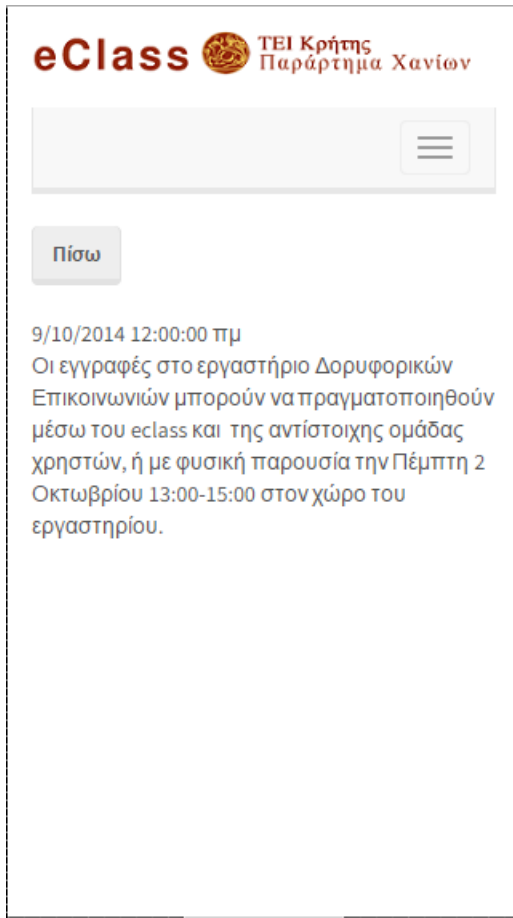 eClass ΤΕΙ Κρήτης
Παράρτημα Χανίων
Πίσω
9/10/2014 12:00:00 πμ
Οι εγγραφές στο εργαστήριο Δορυφορικών
Επικοινωνιών μπορούν να πραγματοποιηθούν
μέσω του eclass και της αντίστοιχης ομάδας
χρηστών, ή με φυσική παρουσία την Πέμπτη 2
Οκτωβρίου 13:00-15:00 στον χώρο του
εργαστηρίου.